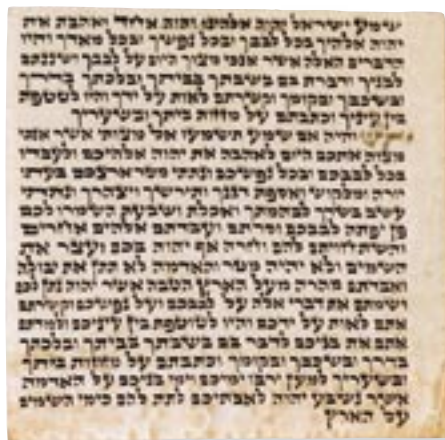 שמע ישראל יהוה אלהינו יהוה אחד ואהבת את
יהוה אלהיך בכל לבבך ובכל נפשך ובכל מאדך והיו
הדברים האלה אשר אנכי מצוך היום על לבבך ושננתם
לבניך ודברת בם בשבתך בביתך ובלכתך בדרך
ובשכבך ובקומך וקשרתם לאות על ידך והיו לטטפת
בין עיניך וכתבתם על מזזות ביתך ובשעריך
והיה אם שמע תשמעו אל מצותי אשר אנכי
מצוה אתכם היום לאהבה את יהוה אלהיכם ולעבדו
בכל לבבכם ובכל נפשכם ונתתי מטר ארצכם בעתו
יורה ומלקוש ואספת דגנך ותירשך ויצהרך ונתתי
עשב בשדך לבהמתך ואכלת ושבעת השמרו לכם
פן יפתה לבבכם וסרתם ועבדתם אלהים אחרים
והשתחויתם להם וחרה אף יהוה בכם ועצר את
השמים ולא יהיה מטר והאדמה לא תתן את יבולה
ואבדתם מהרה מעל הארץ הטבה אשר יהוה נתן לכם
ושמתם את דברי אלה על לבבכם ועל נפשכם וקשרתם
אתם לאות על ידכם והיו לטוטפת בין עיניכם ולמדתם
אתם את בניכם לדבר בם בשבתך בביתך ובלכתך
בדרך ובשכבך ובקומך וכתבתם על מזוזות ביתך
ובשעריך למען ירבו ימיכם וימי בניכם על האדמה
אשר נשבע יהוה לאבתיכם לתת להם כימי השמים
על הארץ